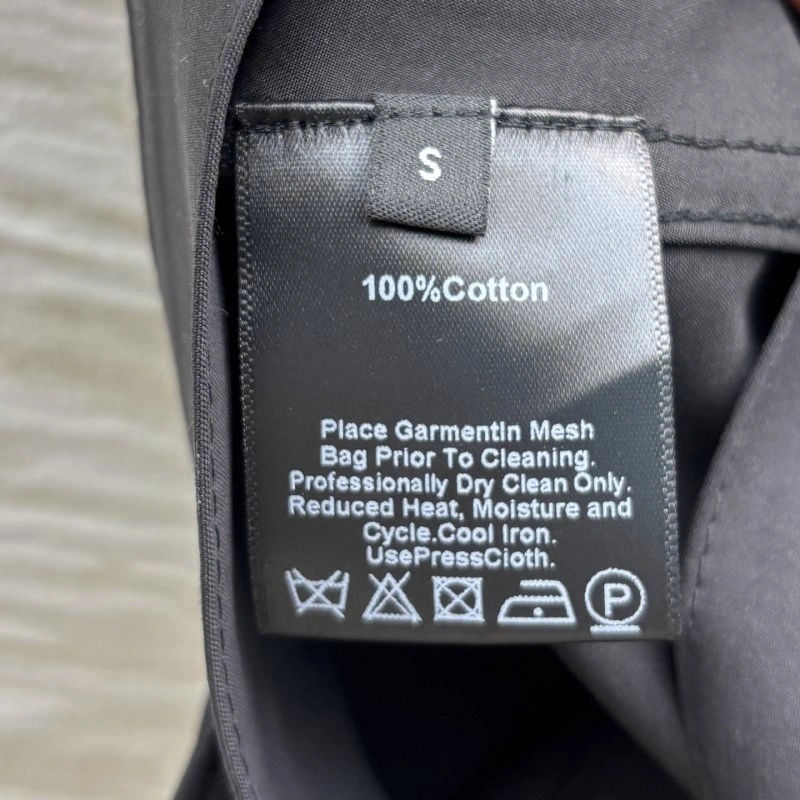 S
100%Cotton
Place GarmentIn Mesh
Bag Prior To Cleaning.
Professionally Dry Clean Only.
Reduced Heat, Moisture and
Cycle.Cool Iron.
UsePressCloth.
P